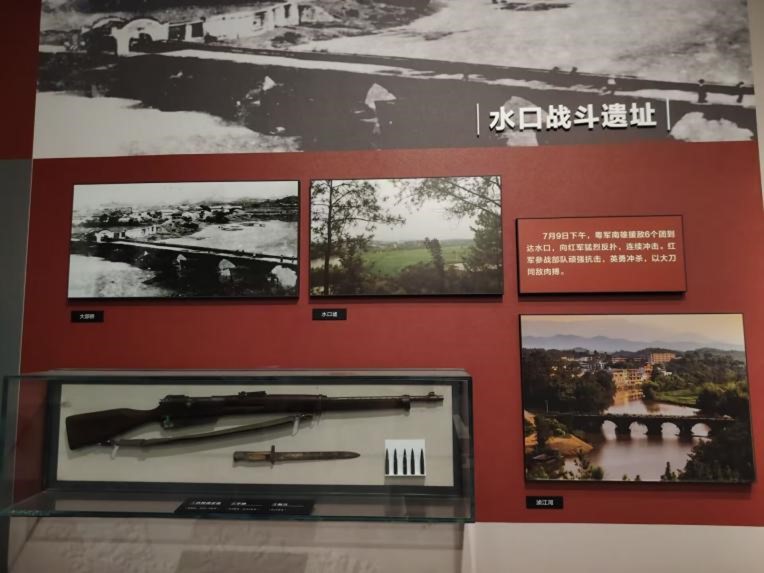 水口战斗遗址
7月9日下午，粤军南雄援敌6个团到
达水口，向红军猛烈反扑，连续冲击。红
军参战部队顽强抗击，英勇冲杀，以大刀
同敌肉搏。
水口墟
浈江河